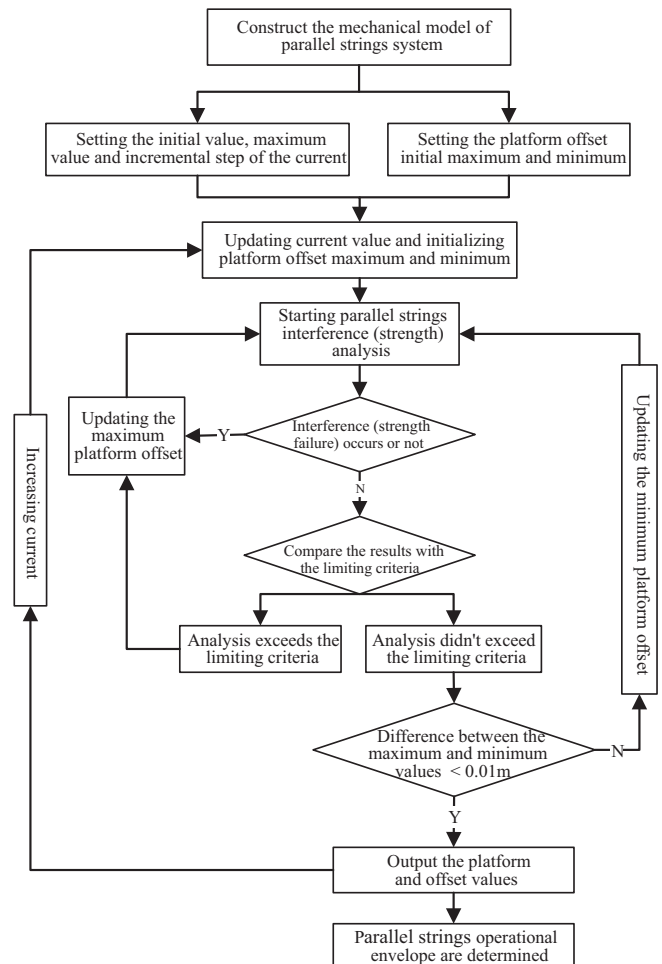 Construct the mechanical model of
parallel strings system
Setting the initial value, maximum
value and incremental step of the current
Setting the platform offset
initial maximum and minimum
Updating current value and initializing
platform offset maximum and minimum
Starting parallel strings
interference (strength)
analysis
Updating the
maximum
platform offset
Y
Interference (strength
failure) occurs or not
Increasing current
Updating the minimum platform offset
N
Compare the results with
the limiting criteria
Analysis exceeds the
limiting criteria
Analysis didn't exceed
the limiting criteria
Difference between the
maximum and minimum
values < 0.01m
N
Y
Output the platform
and offset values
Parallel strings operational
envelope are determined